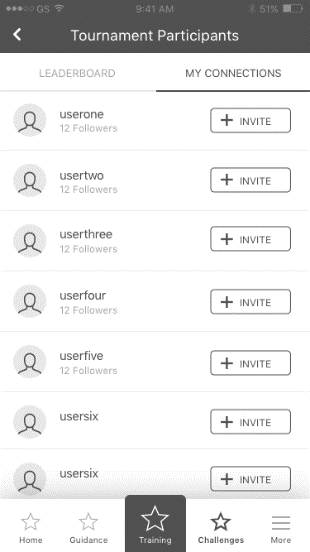 GS 9:41 AM 51%
Tournament Participants
LEADERBOARD MY CONNECTIONS
userone
12 Followers
+ INVITE
usertwo
12 Followers
+ INVITE
userthree
12 Followers
+ INVITE
userfour
12 Followers
+ INVITE
userfive
12 Followers
+ INVITE
usersix
+ INVITE
usersix
+ INVITE
Home Guidance Training Challenges More